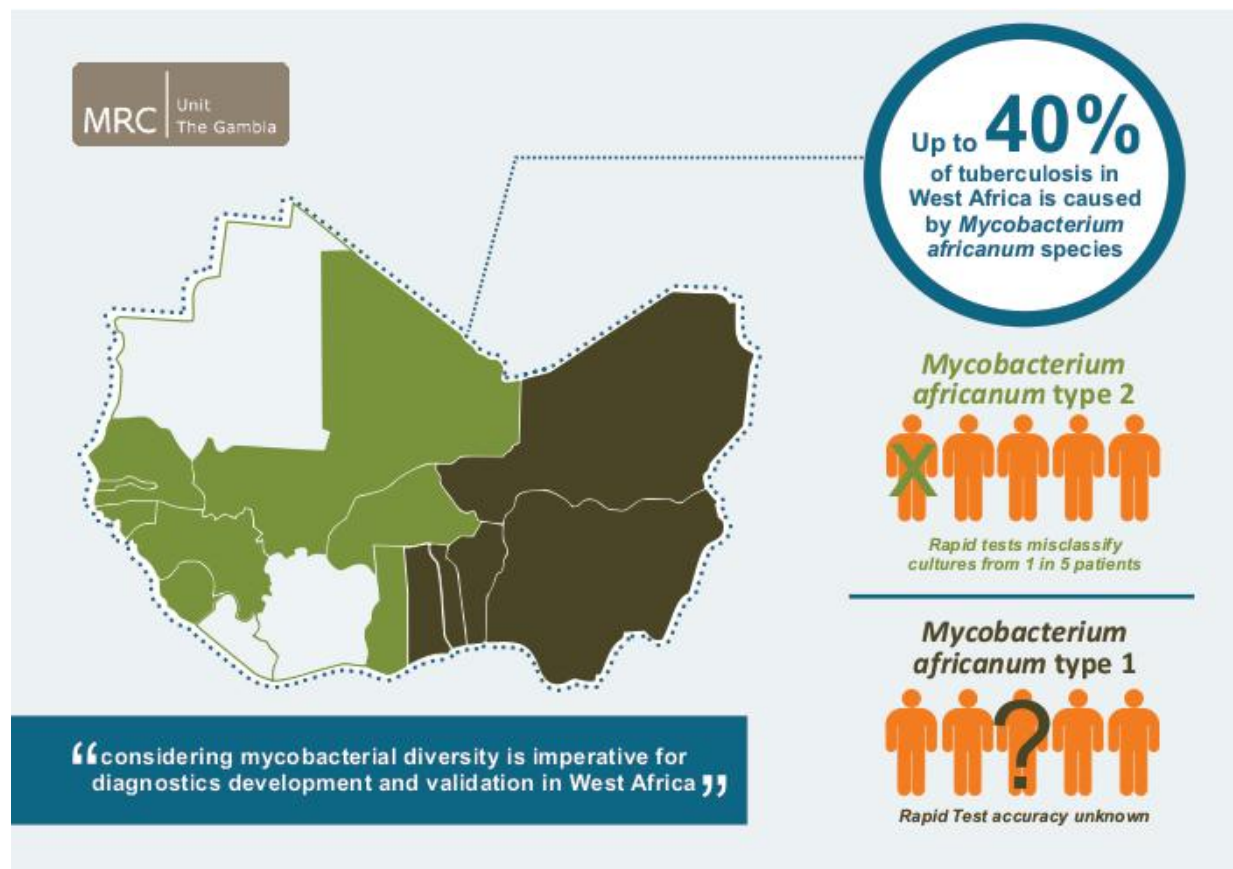 MRC
Unit
The Gambia
Up to 40%
of tuberculosis in
West Africa is caused
by Mycobacterium
africanum species
Mycobacterium
africanum type 2
X
Rapid tests misclassify
cultures from 1 in 5 patients
Mycobacterium
africanum type 1
?
Rapid Test accuracy unknown
“considering mycobacterial diversity is imperative for
diagnostics development and validation in West Africa”